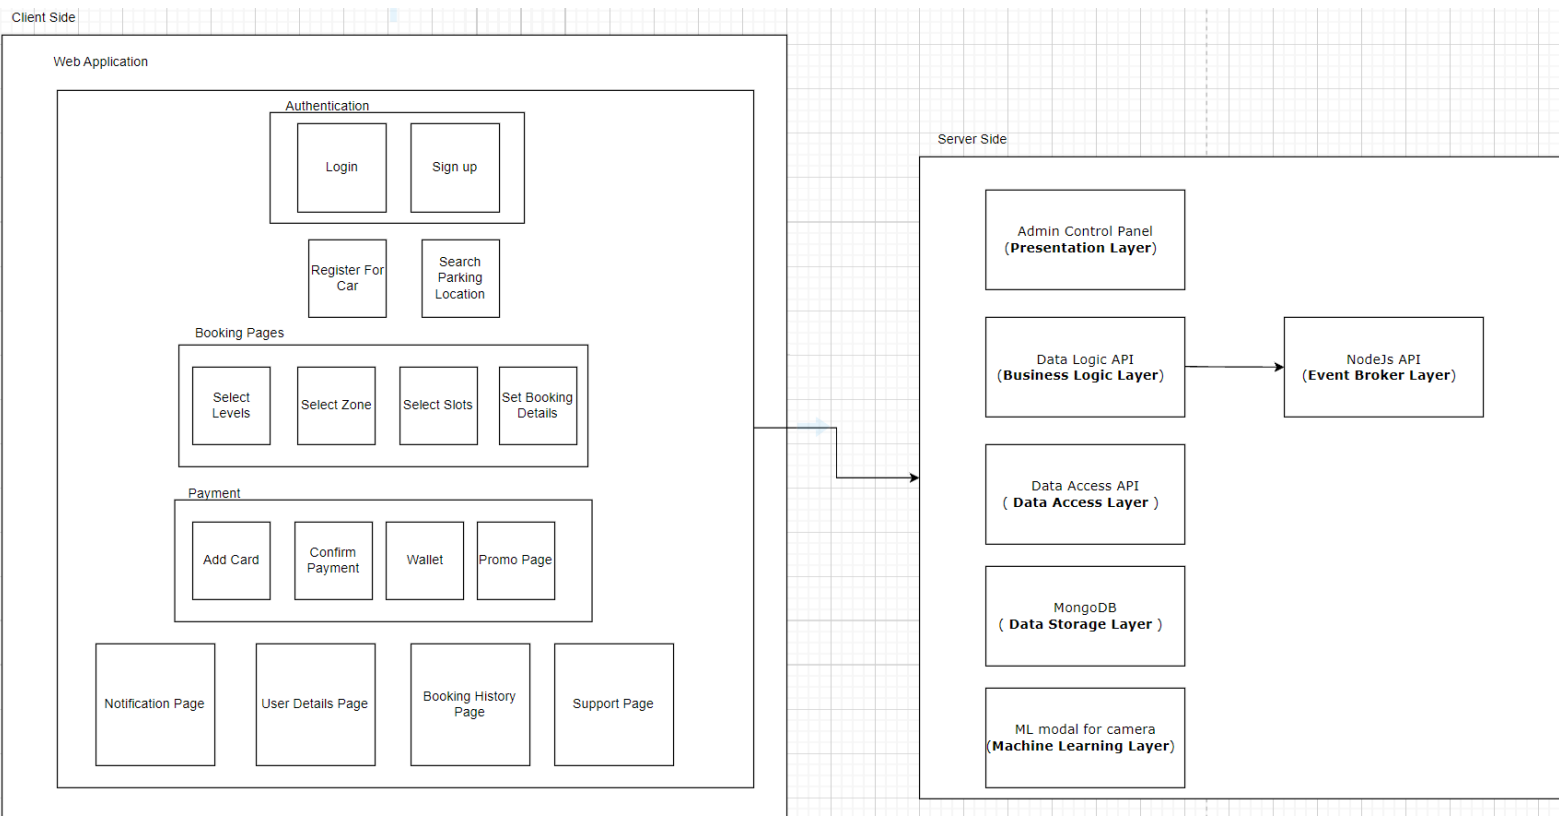 Client Side
Web Application
Authentication
Login
Sign up
Register For
Car
Search
Parking
Location
Booking Pages
Select
Levels
Select Zone
Select Slots
Set Booking
Details
Payment
Add Card
Confirm
Payment
Wallet
Promo Page
Notification Page
User Details Page
Booking History
Page
Support Page
Server Side
Admin Control Panel
(Presentation Layer)
Data Logic API
(Business Logic Layer)
NodeJs API
(Event Broker Layer)
Data Access API
( Data Access Layer )
MongoDB
( Data Storage Layer )
ML modal for camera
(Machine Learning Layer)